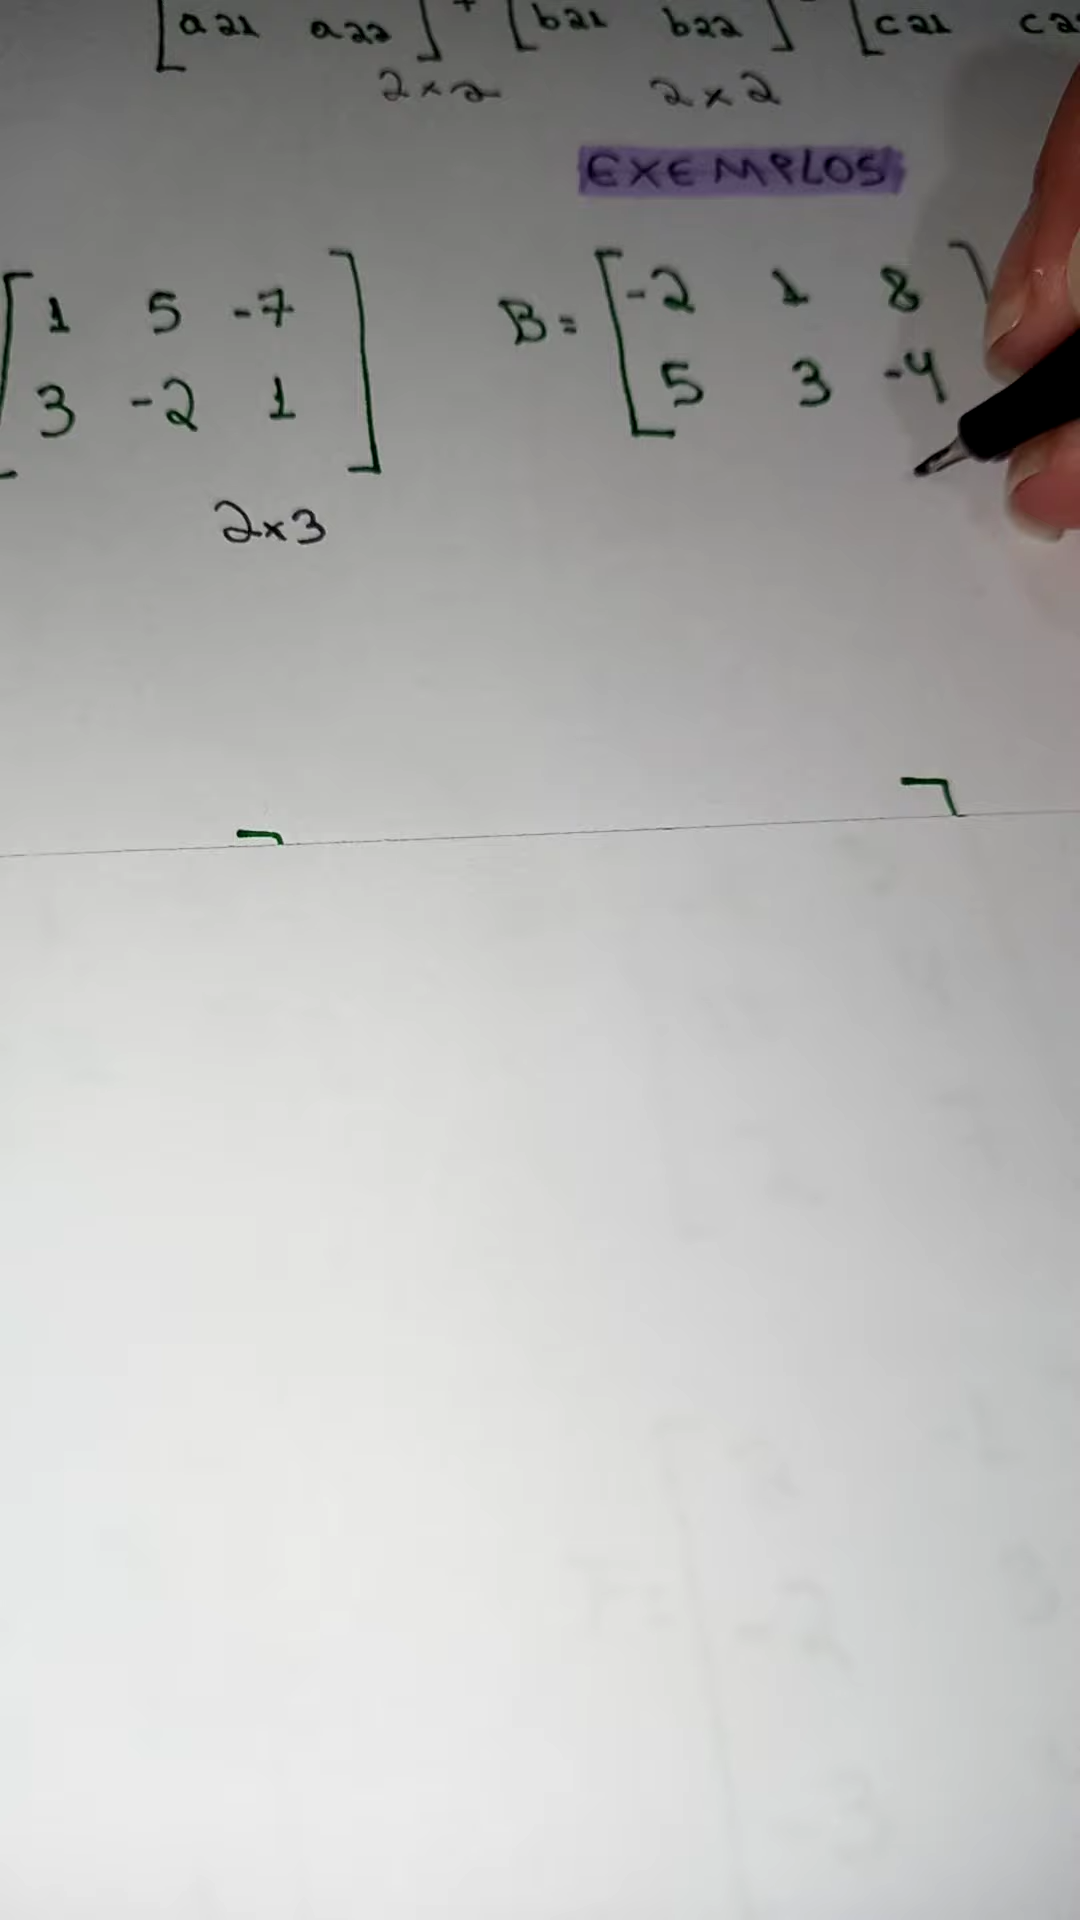 [a21 a22] + [b21 b22] [c21
2x2 2x2
EXEMPLOS
[1 5 -7] B = [-2 1 8]
[3 -2 1] [5 3 -4
2x3